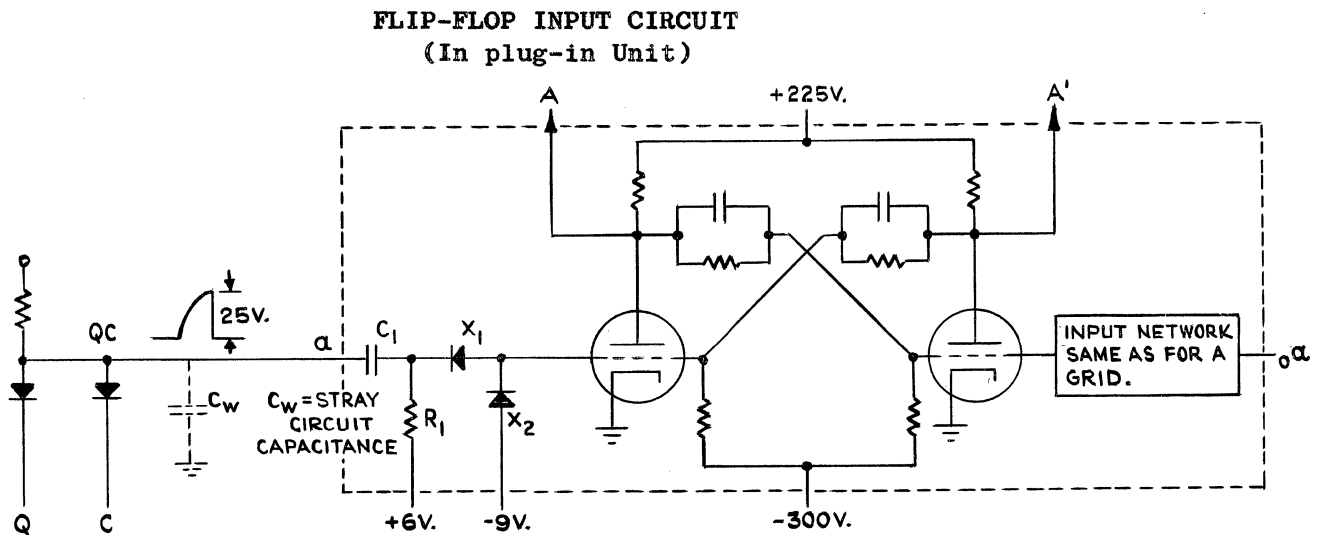 FLIP-FLOP INPUT CIRCUIT
(In plug-in Unit)
A
+225V.
A'
25V.
QC
a
C1
X1
INPUT NETWORK
SAME AS FOR A
GRID.
oa
CW
CW = STRAY
CIRCUIT
CAPACITANCE
R1
X2
Q
C
+6V.
-9V.
-300V.